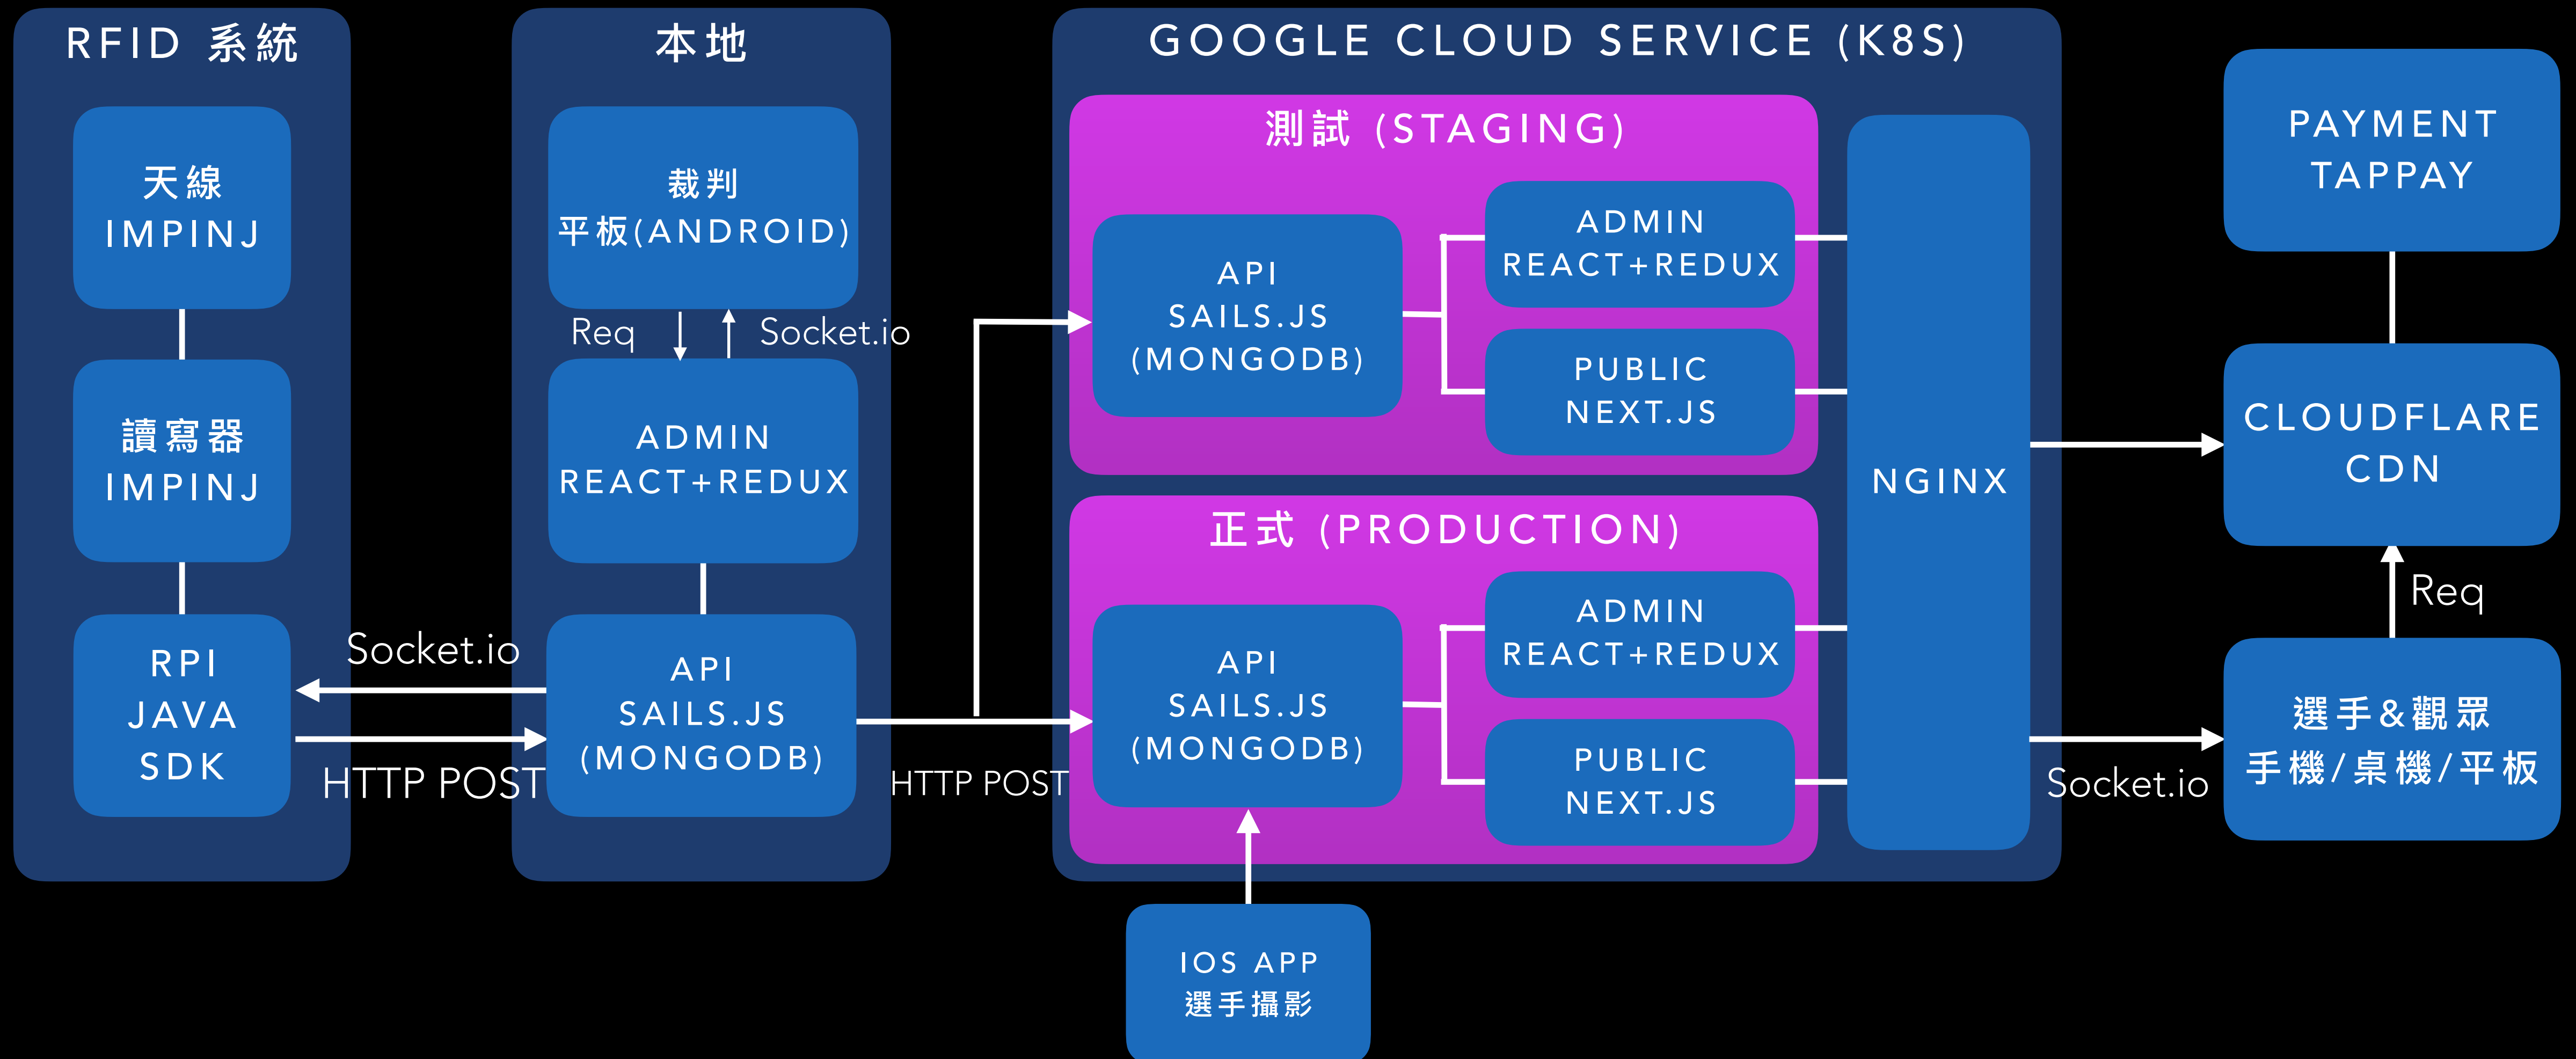 RFID 系統
天線
IMPINJ
讀寫器
IMPINJ
RPI
JAVA
SDK
Socket.io
HTTP POST
本地
裁判
平板(ANDROID)
Req
Socket.io
ADMIN
REACT+REDUX
API
SAILS.JS
(MONGODB)
HTTP POST
GOOGLE CLOUD SERVICE (K8S)
測試 (STAGING)
API
SAILS.JS
(MONGODB)
ADMIN
REACT+REDUX
PUBLIC
NEXT.JS
正式 (PRODUCTION)
API
SAILS.JS
(MONGODB)
ADMIN
REACT+REDUX
PUBLIC
NEXT.JS
NGINX
IOS APP
選手攝影
PAYMENT
TAPPAY
CLOUDFLARE
CDN
Req
Socket.io
選手&觀眾
手機/桌機/平板